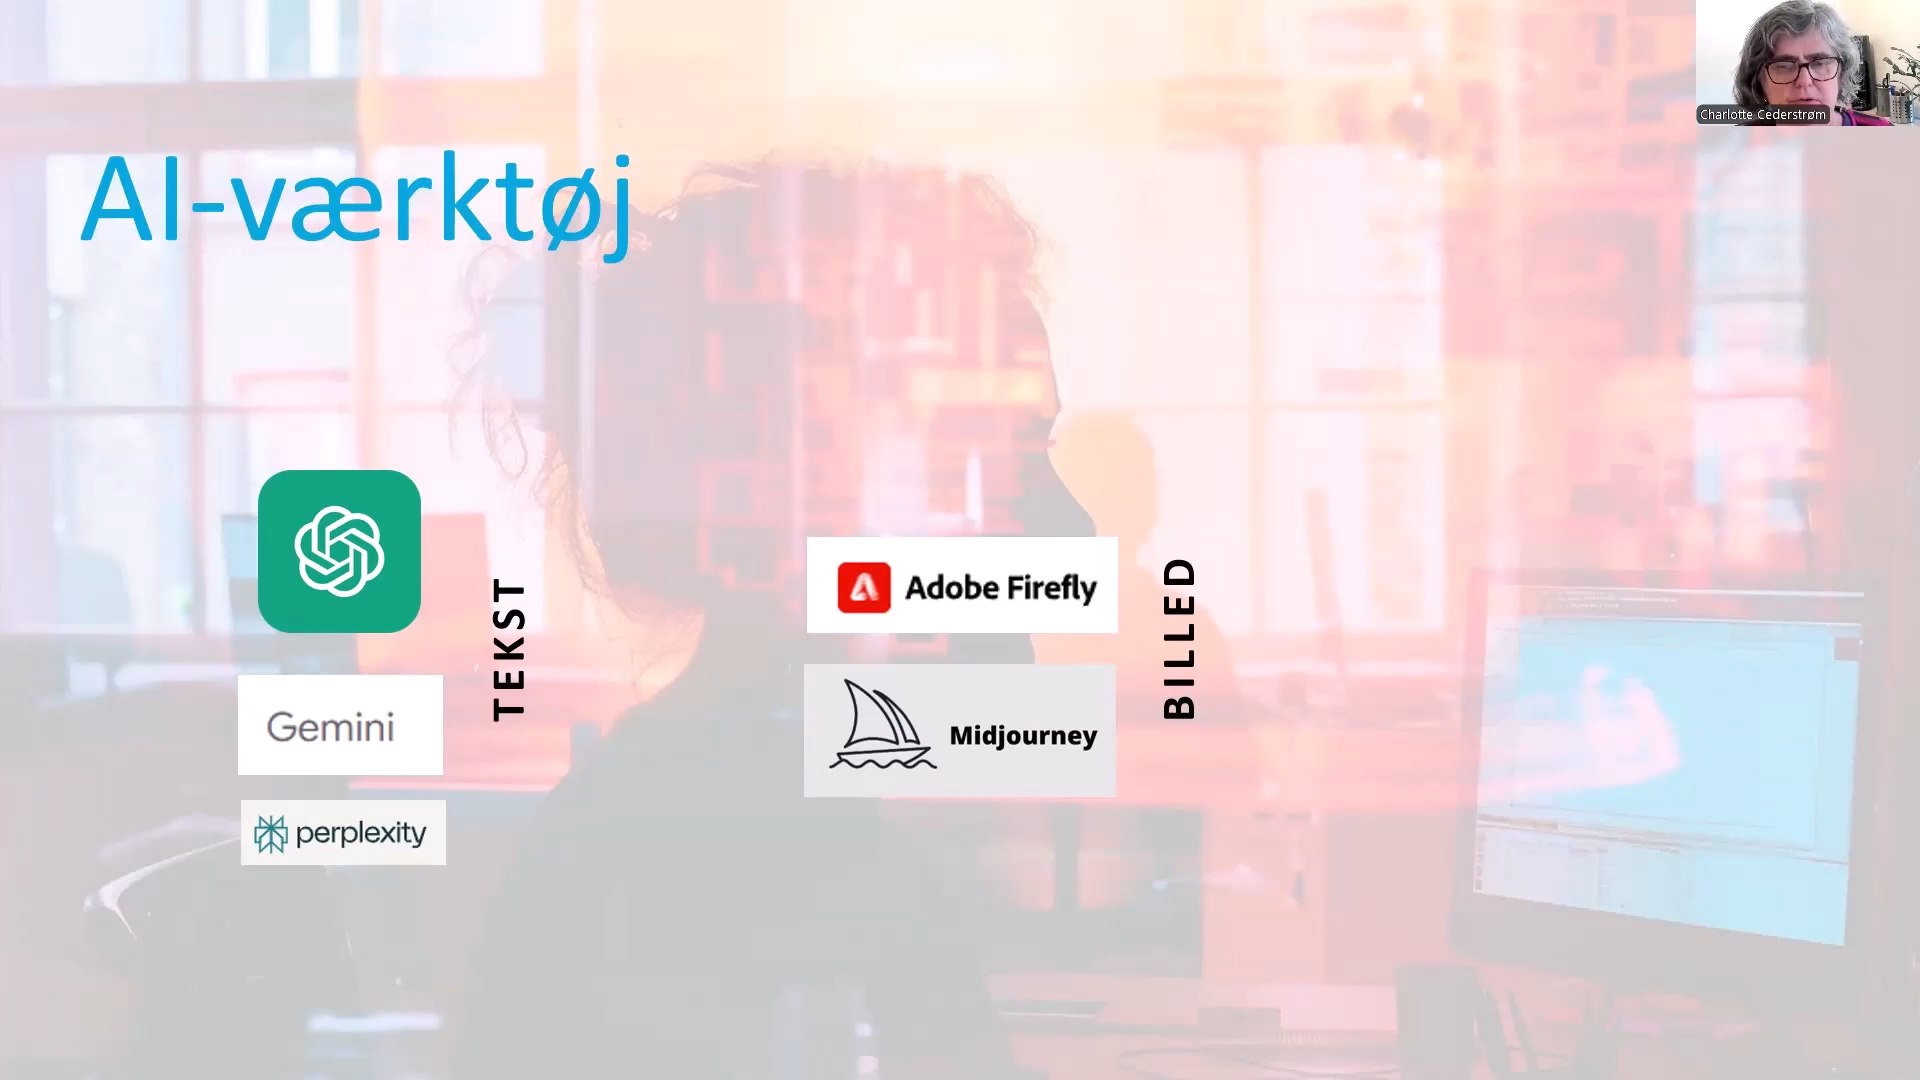 Charlotte Cederstrøm
AI-værktøj
TEKST
Gemini
perplexity
Adobe Firefly
Midjourney
BILLED